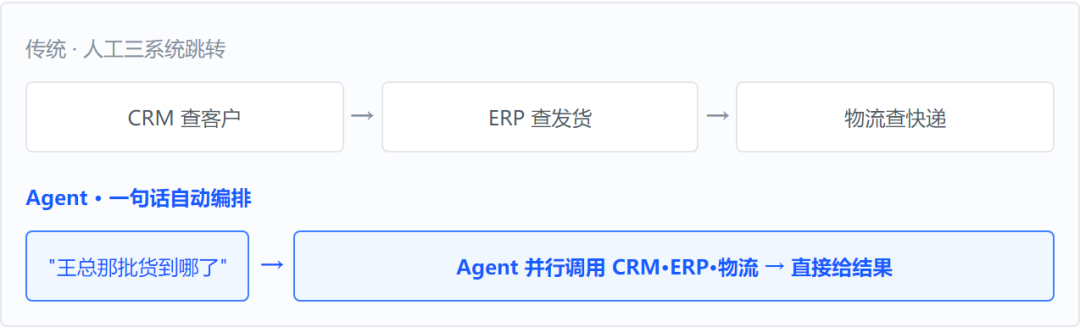 传统 · 人工三系统跳转
CRM 查客户 → ERP 查发货 → 物流查快递
Agent · 一句话自动编排
"王总那批货到哪了" → Agent 并行调用 CRM·ERP·物流 → 直接给结果